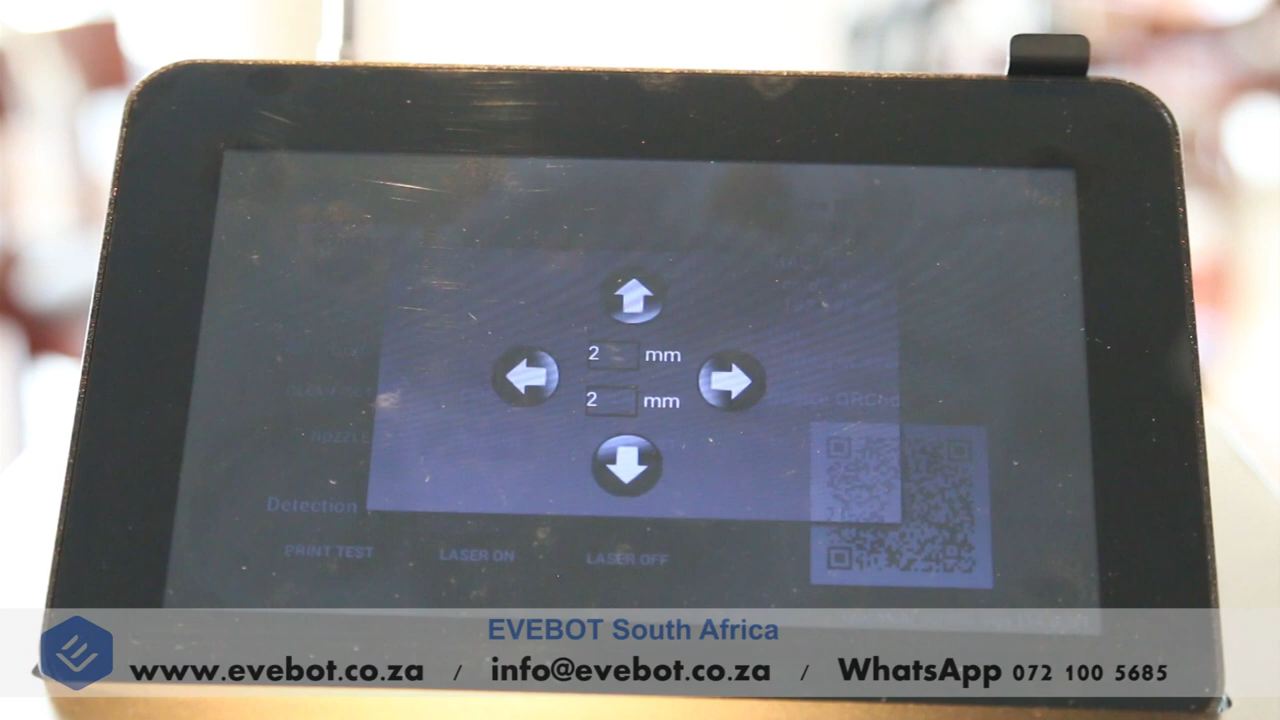 2 mm
2 mm
NOZZLE
Detection
PRINT TEST LASER ON LASER OFF
EVEBOT South Africa
www.evebot.co.za / info@evebot.co.za / WhatsApp 072 100 5685